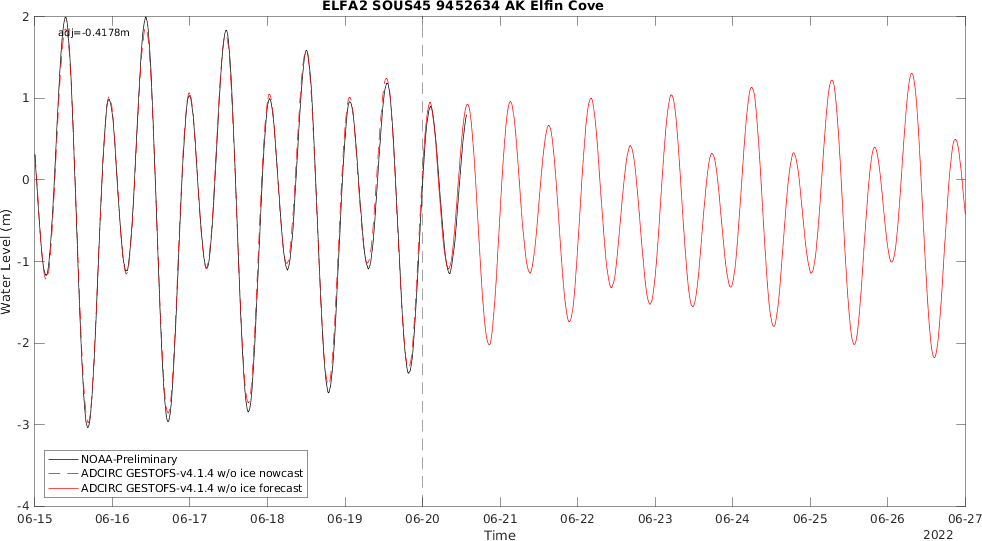 ELFA2 SOUS45 9452634 AK Elfin Cove
adj=-0.4178m
2
1
0
-1
-2
-3
-4
Water Level (m)
NOAA-Preliminary
ADCIRC GESTOFS-v4.1.4 w/o ice nowcast
ADCIRC GESTOFS-v4.1.4 w/o ice forecast
06-15 06-16 06-17 06-18 06-19 06-20 06-21 06-22 06-23 06-24 06-25 06-26 06-27
Time
2022